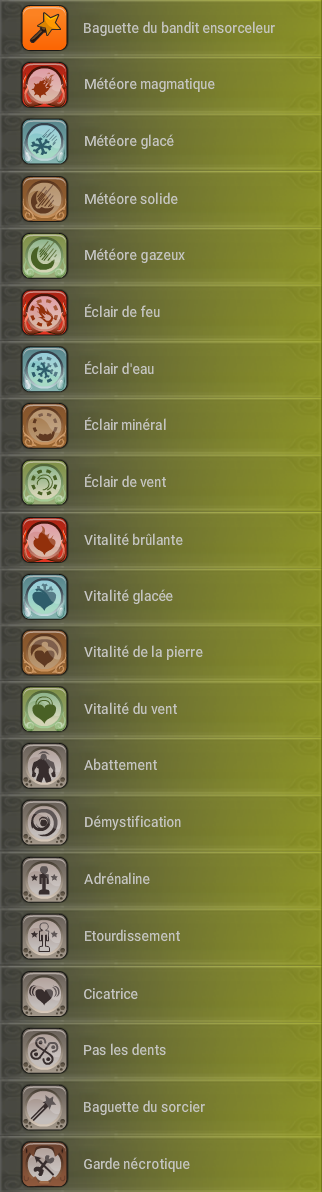 Baguette du bandit ensorceleur
Météore magmatique
Météore glacé
Météore solide
Météore gazeux
Éclair de feu
Éclair d'eau
Éclair minéral
Éclair de vent
Vitalité brûlante
Vitalité glacée
Vitalité de la pierre
Vitalité du vent
Abattement
Démystification
Adrénaline
Etourdissement
Cicatrice
Pas les dents
Baguette du sorcier
Garde nécrotique